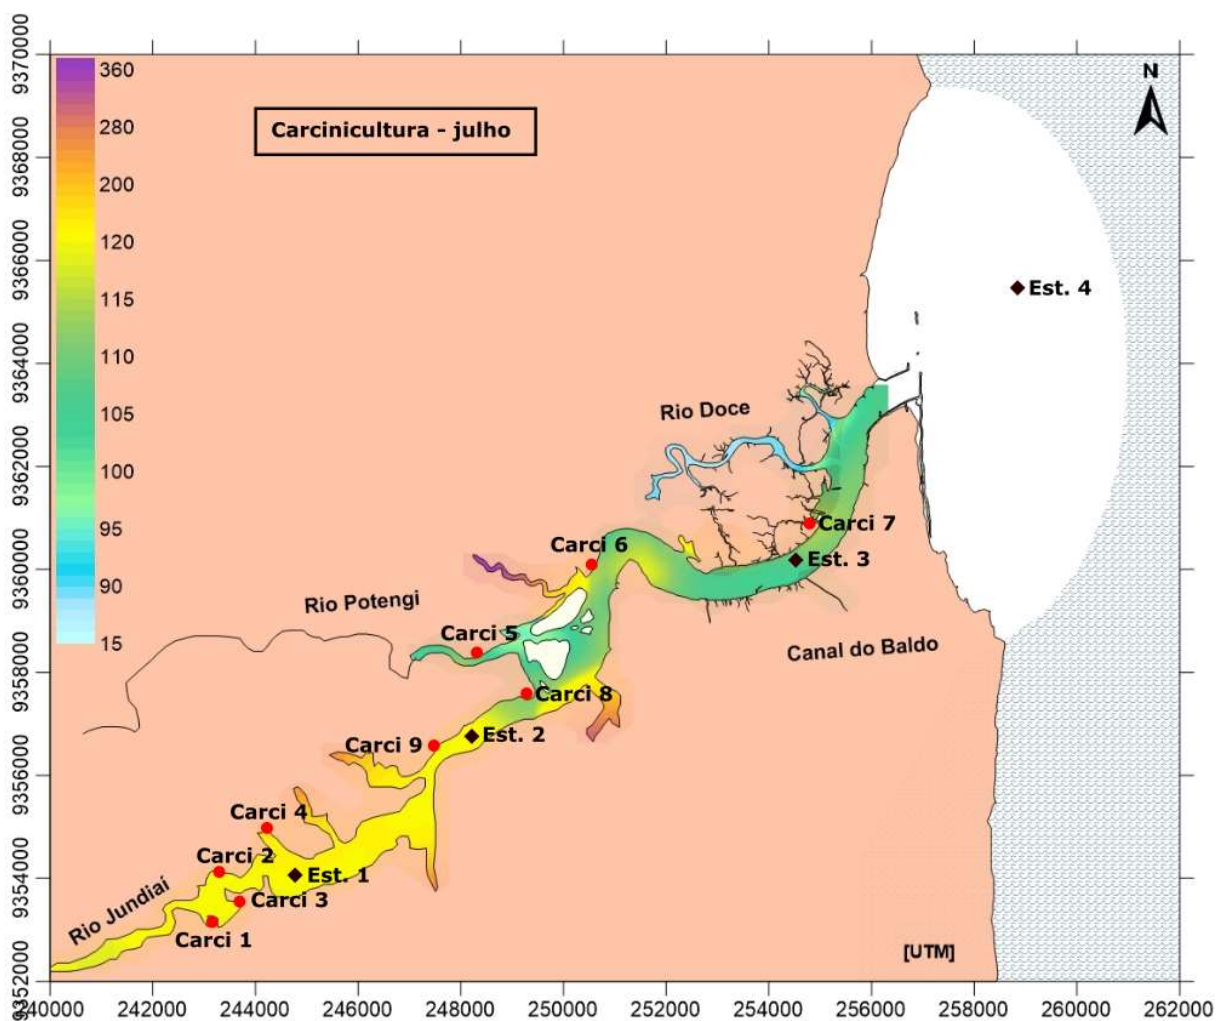 9370000
360
N
280
Carcinicultura - julho
9368000
200
120
9366000
115
Est. 4
9364000
110
105
Rio Doce
9362000
100
95
Carci 7
Carci 6
Est. 3
9360000
90
Rio Potengi
15
Carci 5
Canal do Baldo
9358000
Carci 8
Est. 2
Carci 9
9356000
Carci 4
Carci 2
Est. 1
9354000
Carci 3
Rio Jundiaí
Carci 1
[UTM]
9352000
240000 242000 244000 246000 248000 250000 252000 254000 256000 258000 260000 262000